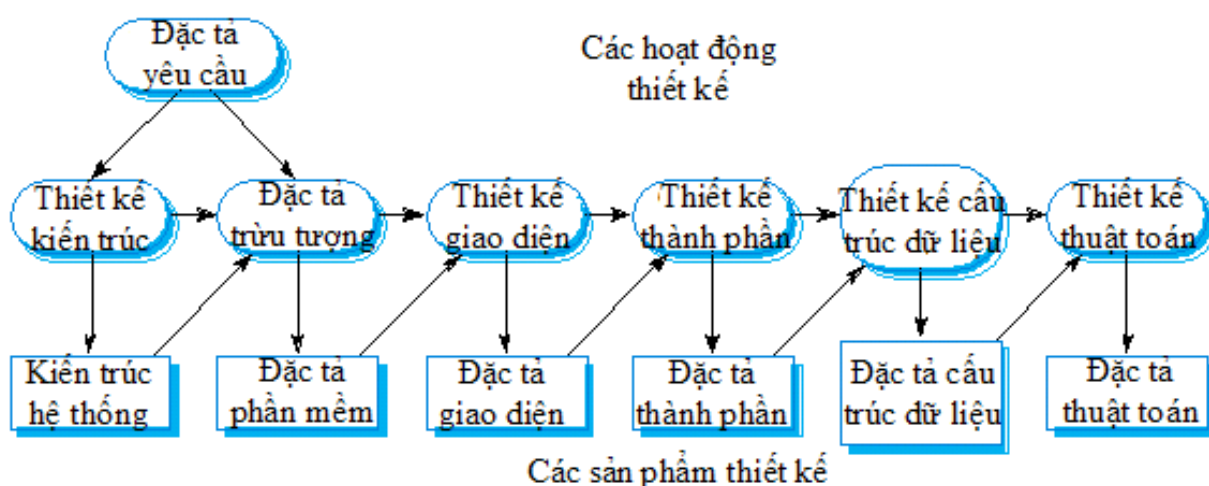 Đặc tả
yêu cầu
Các hoạt động
thiết kế
Thiết kế
kiến trúc
Đặc tả
trừu tượng
Thiết kế
giao diện
Thiết kế
thành phần
Thiết kế cấu
trúc dữ liệu
Thiết kế
thuật toán
Kiến trúc
hệ thống
Đặc tả
phần mềm
Đặc tả
giao diện
Đặc tả
thành phần
Đặc tả cấu
trúc dữ liệu
Đặc tả
thuật toán
Các sản phẩm thiết kế